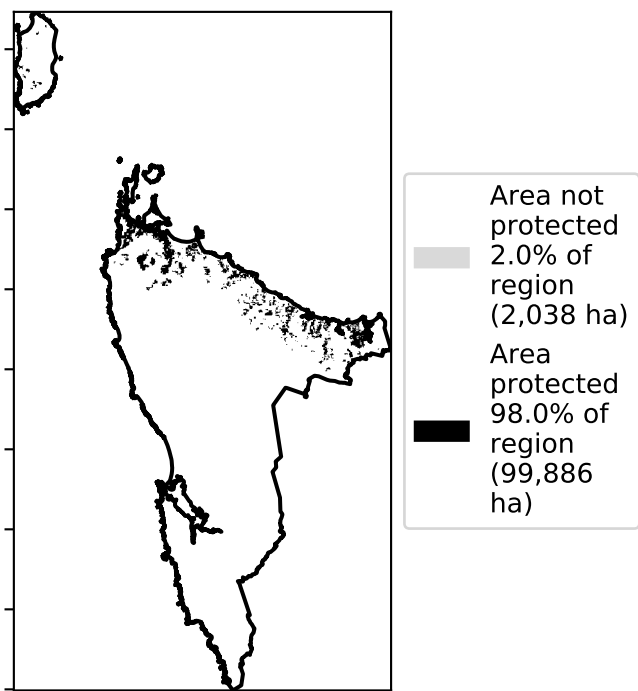 Area not
protected
2.0% of
region
(2,038 ha)
Area
protected
98.0% of
region
(99,886
ha)